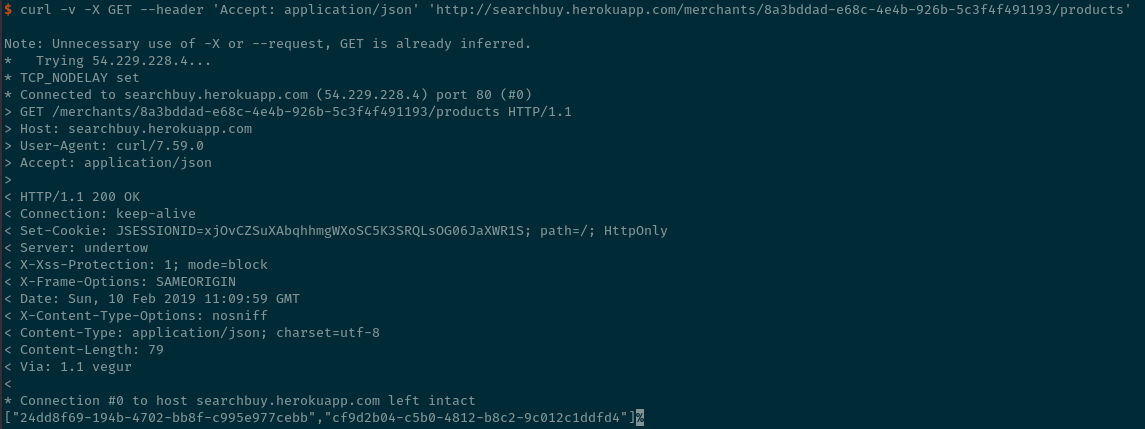 $ curl -v -X GET --header 'Accept: application/json' 'http://searchbuy.herokuapp.com/merchants/8a3bddad-e68c-4e4b-926b-5c3f4f491193/products'
Note: Unnecessary use of -X or --request, GET is already inferred.
*   Trying 54.229.228.4...
* TCP_NODELAY set
* Connected to searchbuy.herokuapp.com (54.229.228.4) port 80 (#0)
> GET /merchants/8a3bddad-e68c-4e4b-926b-5c3f4f491193/products HTTP/1.1
> Host: searchbuy.herokuapp.com
> User-Agent: curl/7.59.0
> Accept: application/json
>
< HTTP/1.1 200 OK
< Connection: keep-alive
< Set-Cookie: JSESSIONID=xjOvCZSuXAbqhhmgWXoSC5K3SRQLsOG06JaXWR1S; path=/; HttpOnly
< Server: undertow
< X-Xss-Protection: 1; mode=block
< X-Frame-Options: SAMEORIGIN
< Date: Sun, 10 Feb 2019 11:09:59 GMT
< X-Content-Type-Options: nosniff
< Content-Type: application/json; charset=utf-8
< Content-Length: 79
< Via: 1.1 vegur
<
* Connection #0 to host searchbuy.herokuapp.com left intact
["24dd8f69-194b-4702-bb8f-c995e977cebb","cf9d2b04-c5b0-4812-b8c2-9c012c1ddfd4"]%